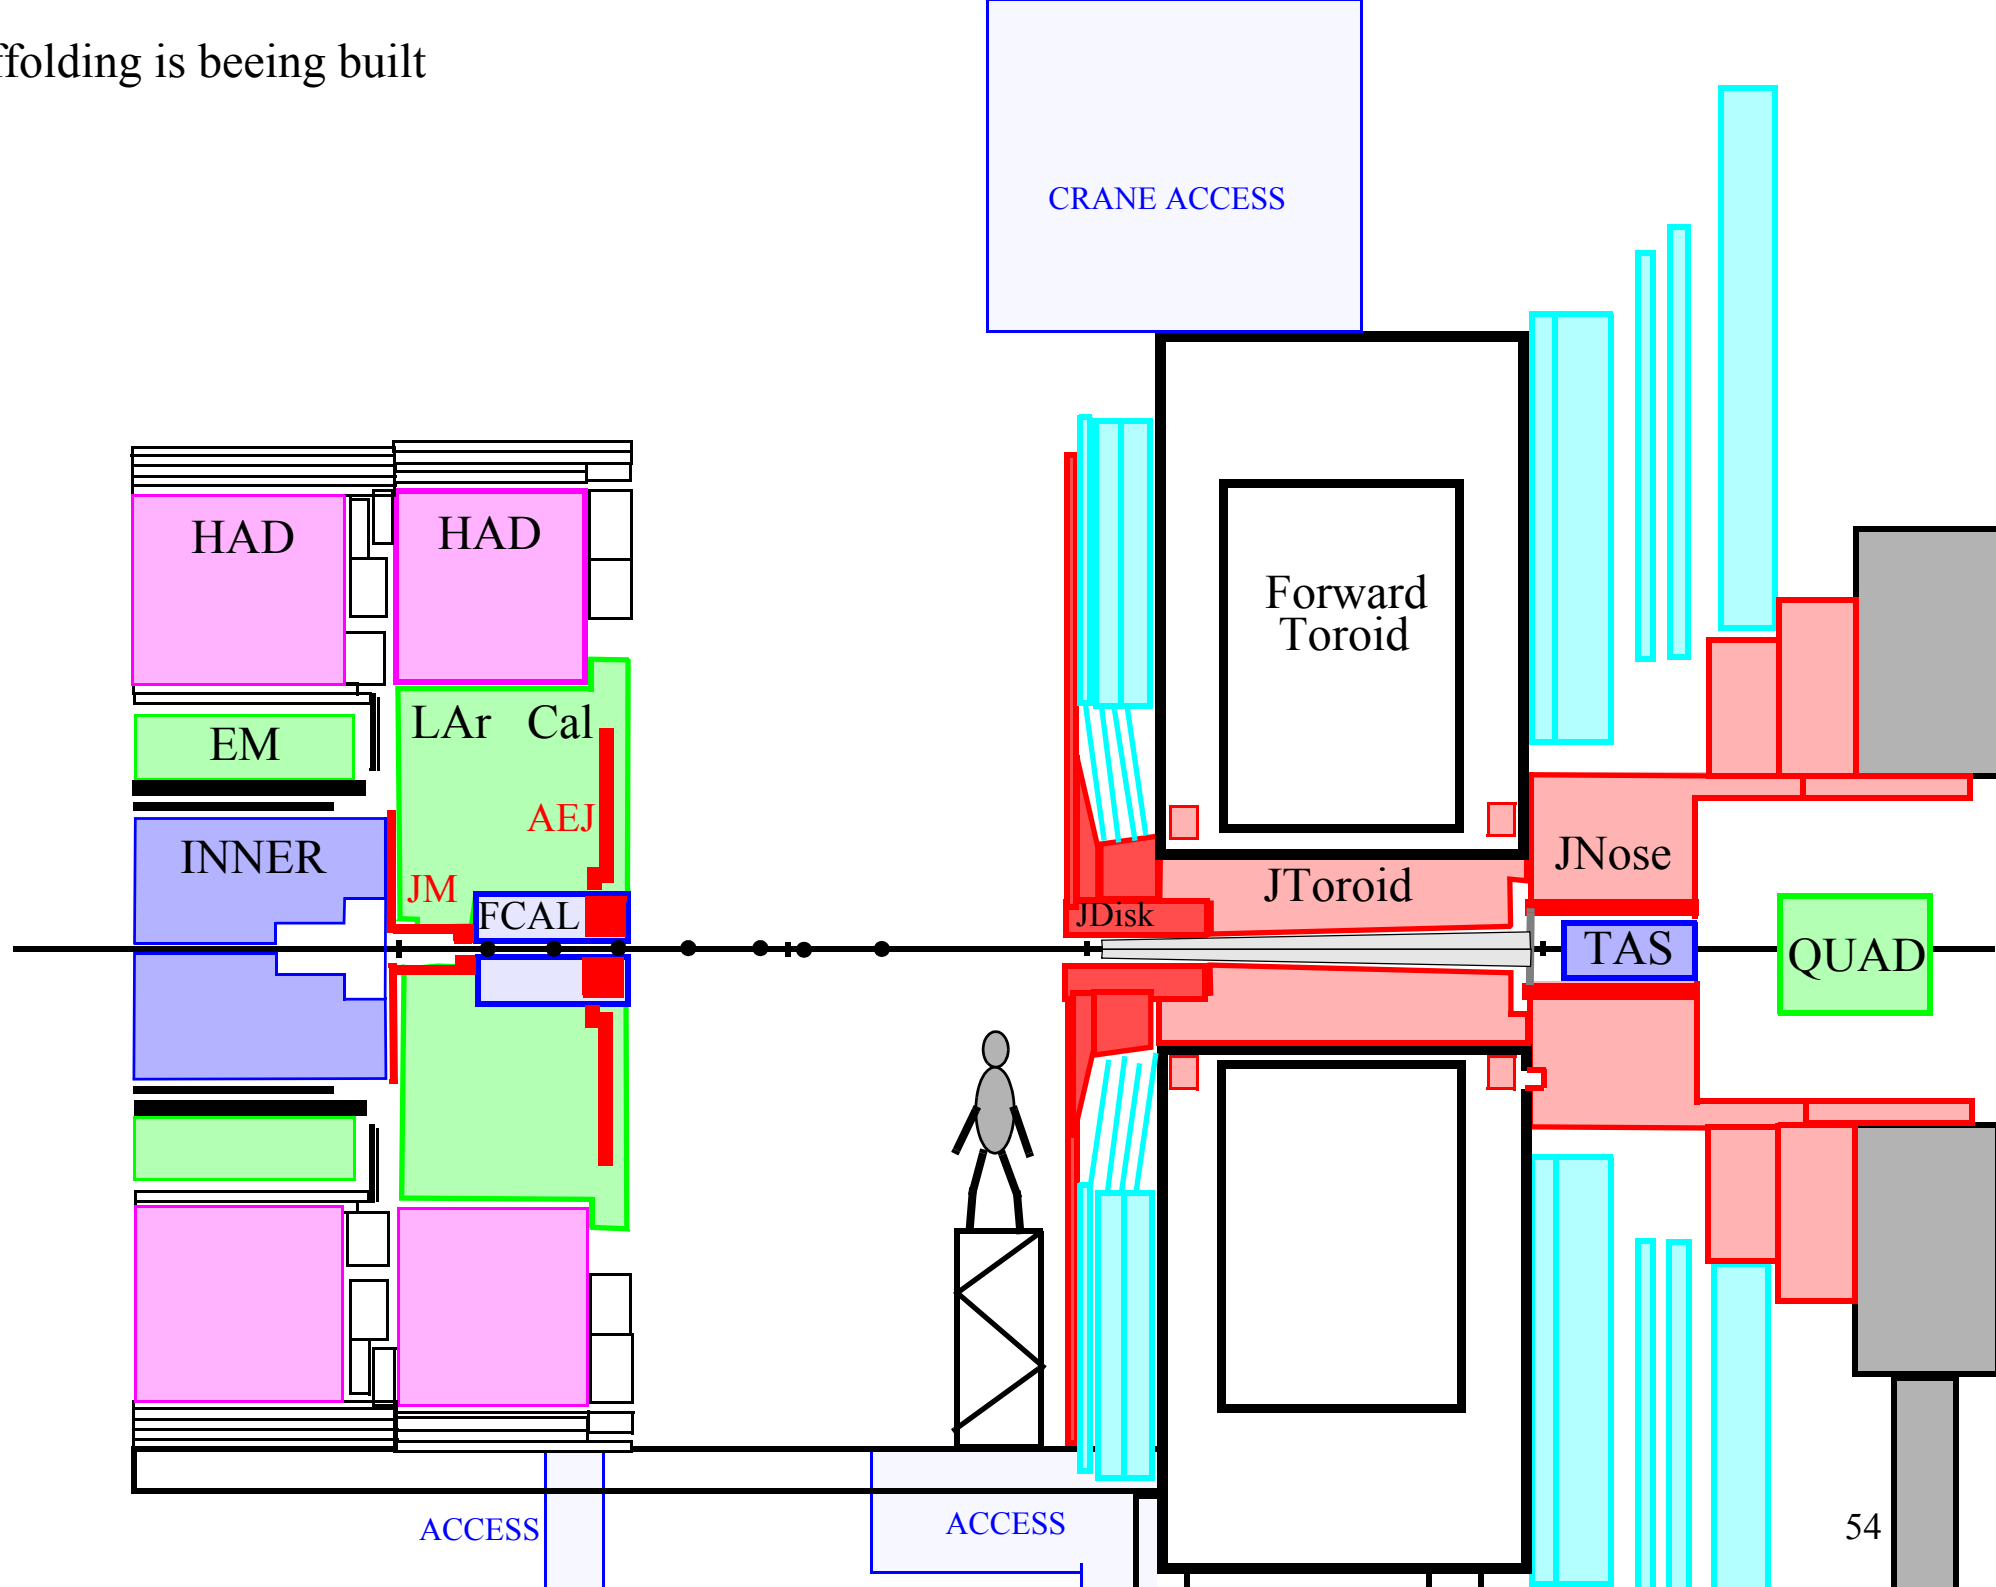 ffolding is beeing built
CRANE ACCESS
HAD
HAD
Forward
Toroid
LAr Cal
EM
AEJ
INNER
JM
FCAL
JDisk
JToroid
JNose
TAS
QUAD
ACCESS
ACCESS
54